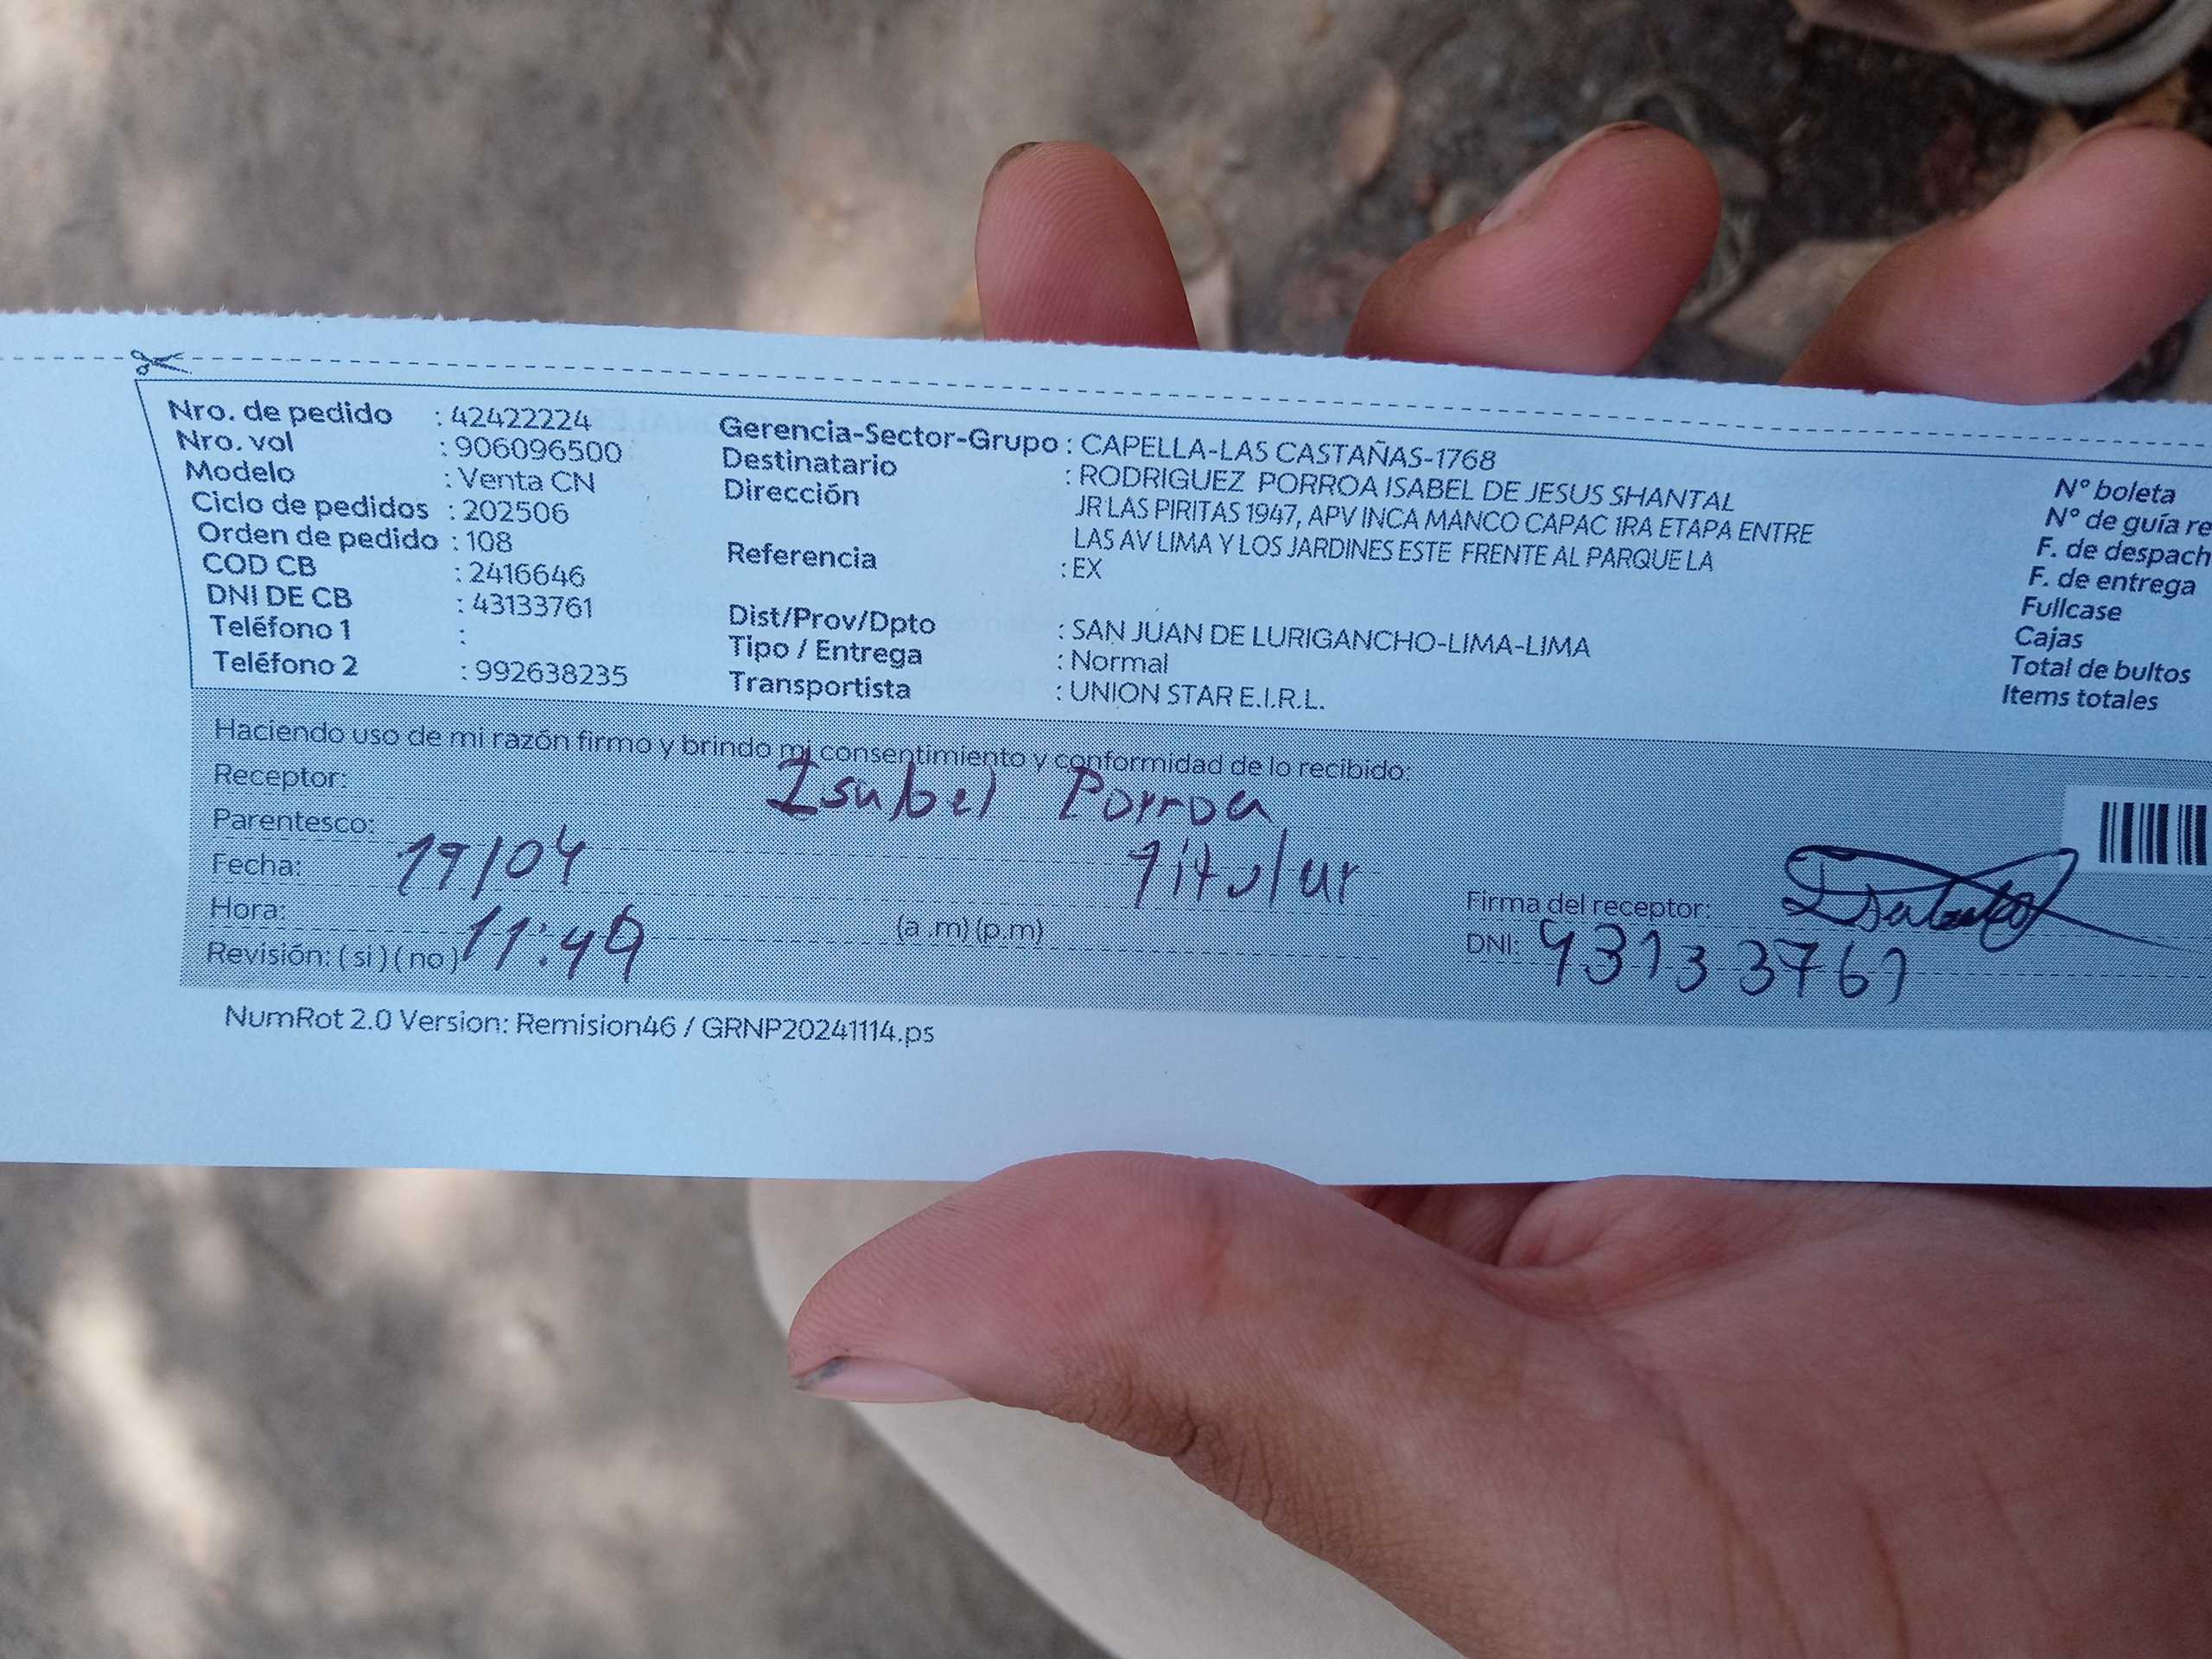 Nro. de pedido : 42422224
Nro. vol : 906096500
Modelo : Venta CN
Ciclo de pedidos : 202506
Orden de pedido : 108
COD CB : 2416646
DNI DE CB : 43133761
Teléfono 1 :
Teléfono 2 : 992638235
Gerencia-Sector-Grupo : CAPELLA-LAS CASTAÑAS-1768
Destinatario : RODRIGUEZ PORROA ISABEL DE JESUS SHANTAL
Dirección JR LAS PIRITAS 1947, APV INCA MANCO CAPAC 1RA ETAPA ENTRE
LAS AV LIMA Y LOS JARDINES ESTE FRENTE AL PARQUE LA
Referencia : EX
Dist/Prov/Dpto : SAN JUAN DE LURIGANCHO-LIMA-LIMA
Tipo / Entrega : Normal
Transportista : UNION STAR E.I.R.L.
N° boleta
N° de guía re
F. de despach
F. de entrega
Fullcase
Cajas
Total de bultos
Items totales
Haciendo uso de mi razón firmo y brindo mi consentimiento y conformidad de lo recibido:
Receptor: Isabel Porroa
Parentesco: Titular
Fecha: 19/04
Hora: 11:49 (a .m) (p.m)
Revisión: ( si ) ( no )
Firma del receptor:
DNI: 43133761
NumRot 2.0 Version: Remision46 / GRNP20241114.ps